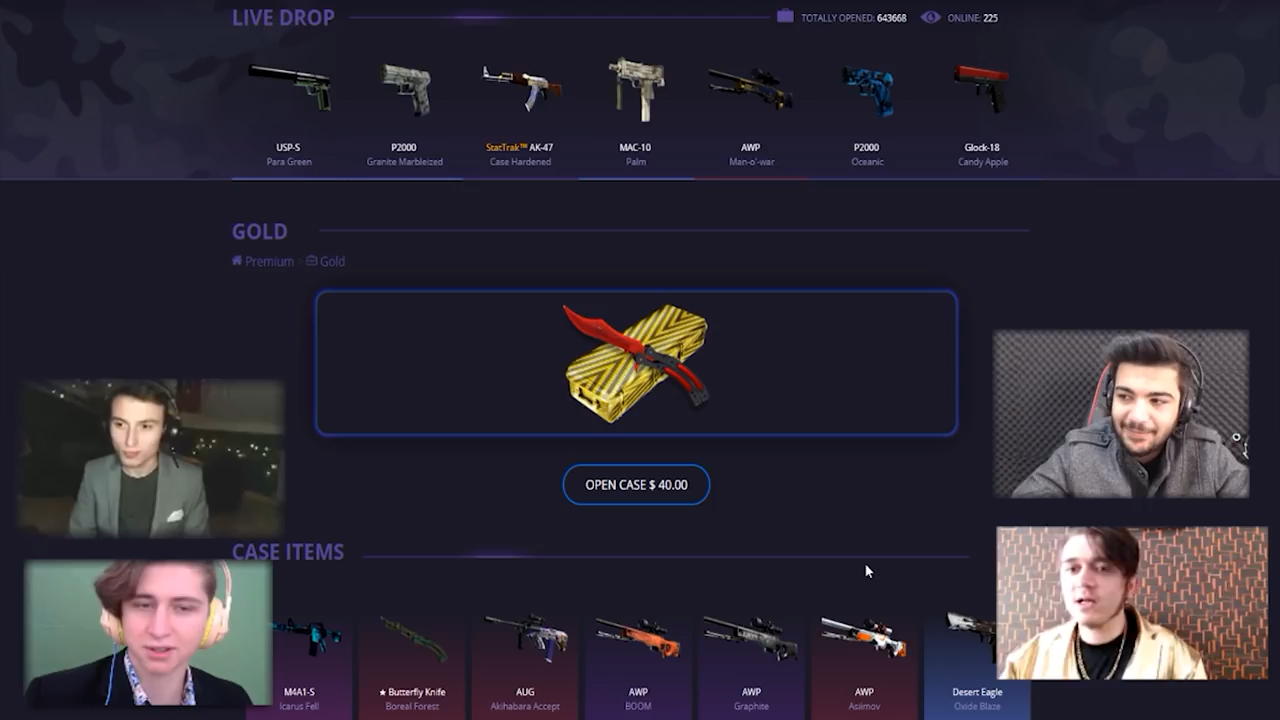 LIVE DROP
TOTALLY OPENED: 643668
ONLINE: 225
USP-S
Para Green
P2000
Granite Marbleized
StatTrak™ AK-47
Case Hardened
MAC-10
Palm
AWP
Man-o'-war
P2000
Oceanic
Glock-18
Candy Apple
GOLD
Premium
Gold
OPEN CASE $ 40.00
CASE ITEMS
M4A1-S
Icarus Fell
★ Butterfly Knife
Boreal Forest
AUG
Akihabara Accept
AWP
BOOM
AWP
Graphite
AWP
Asiimov
Desert Eagle
Oxide Blaze